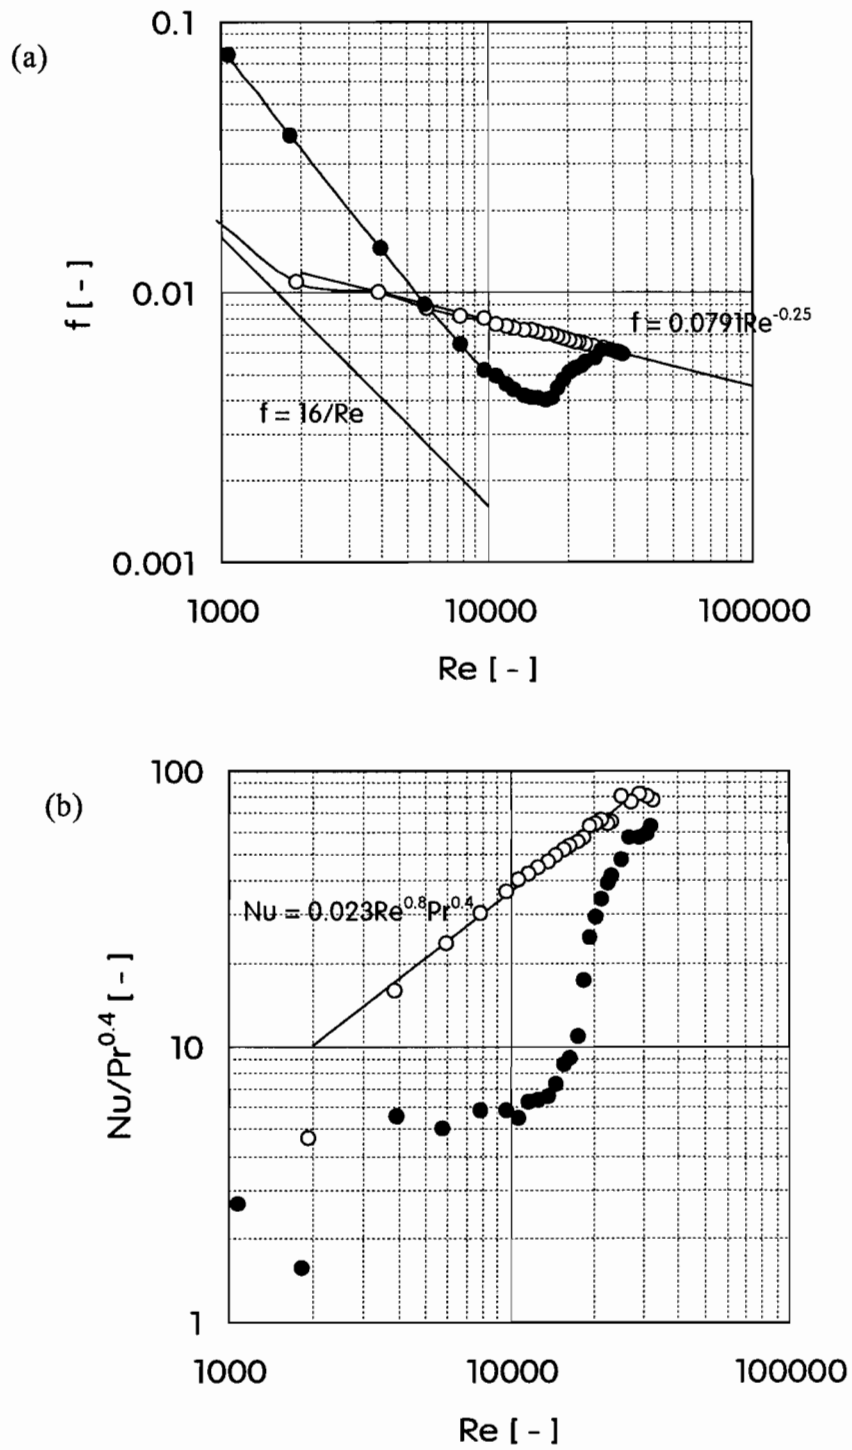 (a)
0.1
0.01
0.001
f [ - ]
f = 0.0791Re^-0.25
f = 16/Re
1000 10000 100000
Re [ - ]
(b)
100
10
1
Nu/Pr^0.4 [ - ]
Nu = 0.023Re^0.8Pr^0.4
1000 10000 100000
Re [ - ]